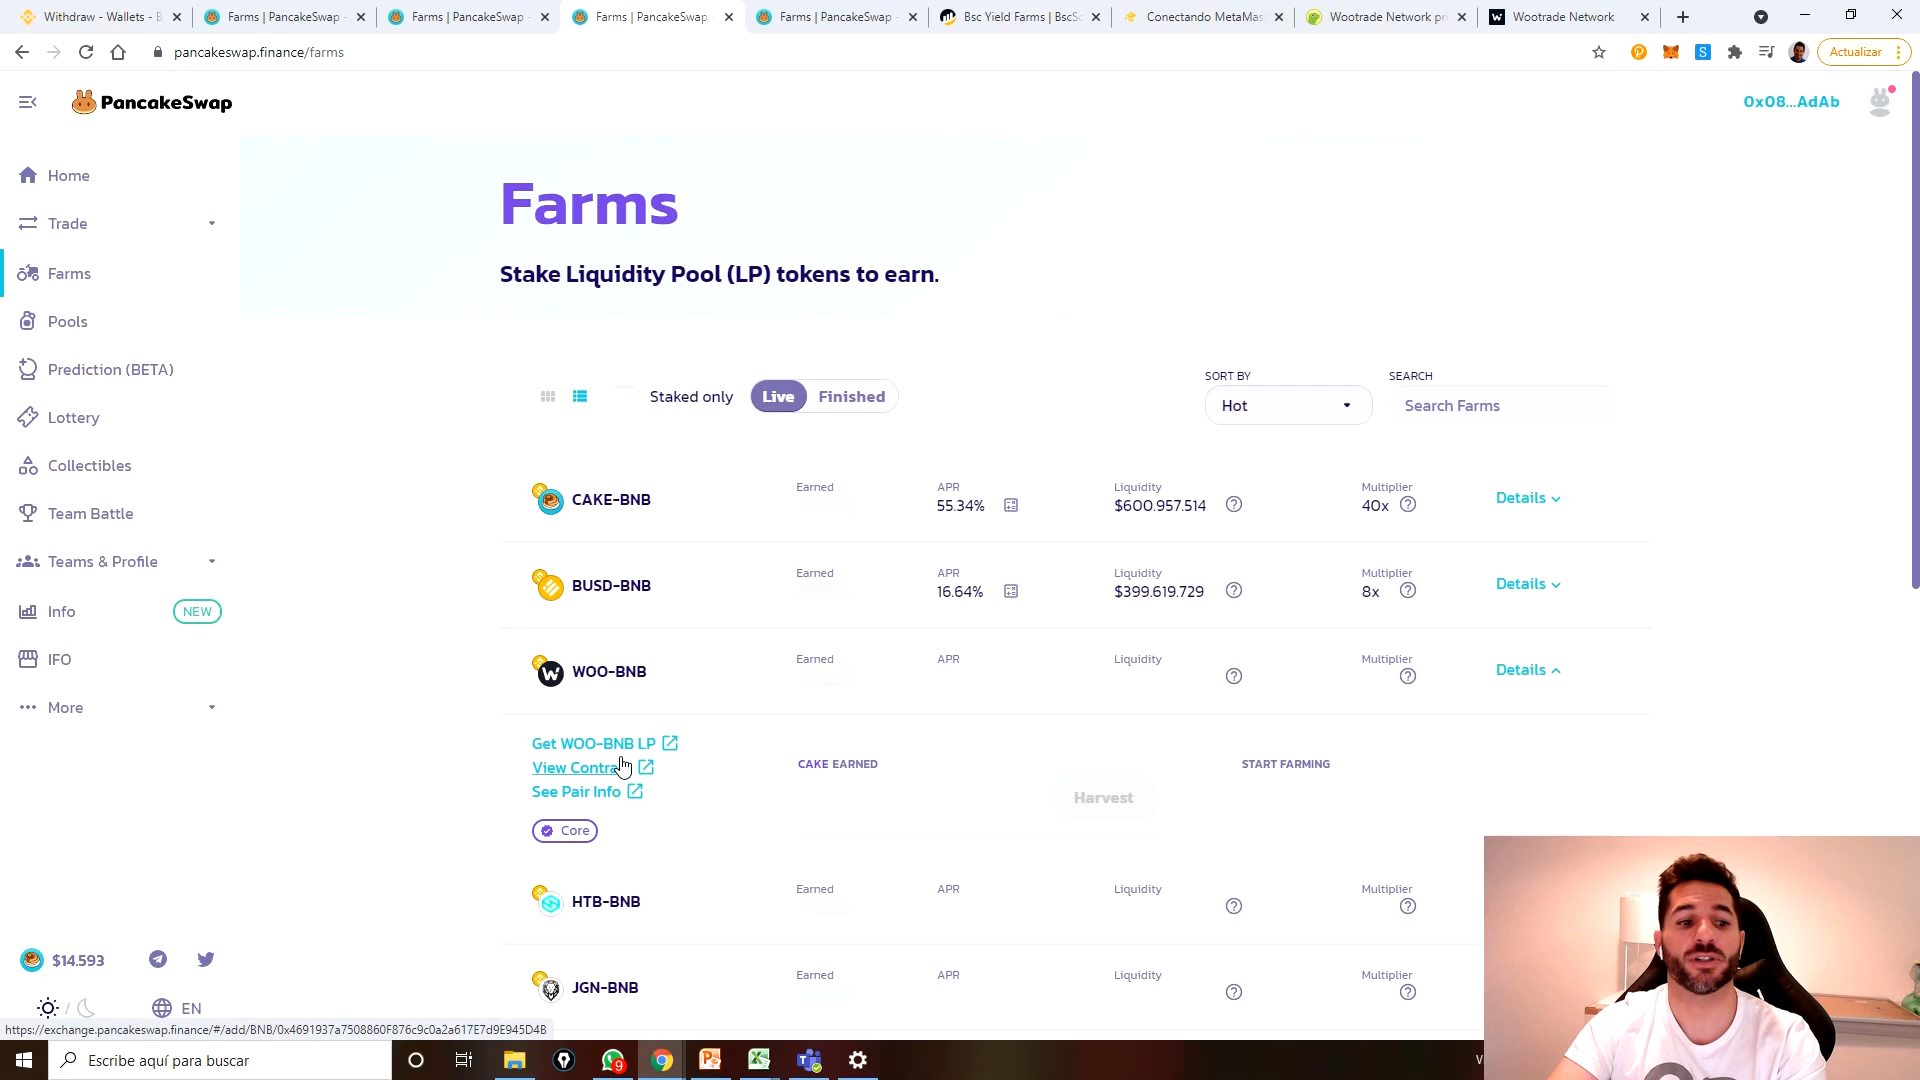 Withdraw - Wallets - B
Farms | PancakeSwap -
Farms | PancakeSwap -
Farms | PancakeSwap
Farms | PancakeSwap -
Bsc Yield Farms | BscSc
Conectando MetaMas
Wootrade Network pri
Wootrade Network
pancakeswap.finance/farms
Actualizar
PancakeSwap
0x08...AdAb
Home
Trade
Farms
Pools
Prediction (BETA)
Lottery
Collectibles
Team Battle
Teams & Profile
Info
NEW
IFO
More
$14.593
EN
Farms
Stake Liquidity Pool (LP) tokens to earn.
Staked only
Live
Finished
SORT BY
Hot
SEARCH
Search Farms
CAKE-BNB
Earned
APR
55.34%
Liquidity
$600.957.514
Multiplier
40x
Details
BUSD-BNB
Earned
APR
16.64%
Liquidity
$399.619.729
Multiplier
8x
Details
WOO-BNB
Earned
APR
Liquidity
Multiplier
Details
Get WOO-BNB LP
View Contra
See Pair Info
Core
CAKE EARNED
Harvest
START FARMING
HTB-BNB
Earned
APR
Liquidity
Multiplier
JGN-BNB
Earned
APR
Liquidity
Multiplier
https://exchange.pancakeswap.finance/#/add/BNB/0x4691937a7508860F876c9c0a2a617E7d9E945D4B
Escribe aquí para buscar
9